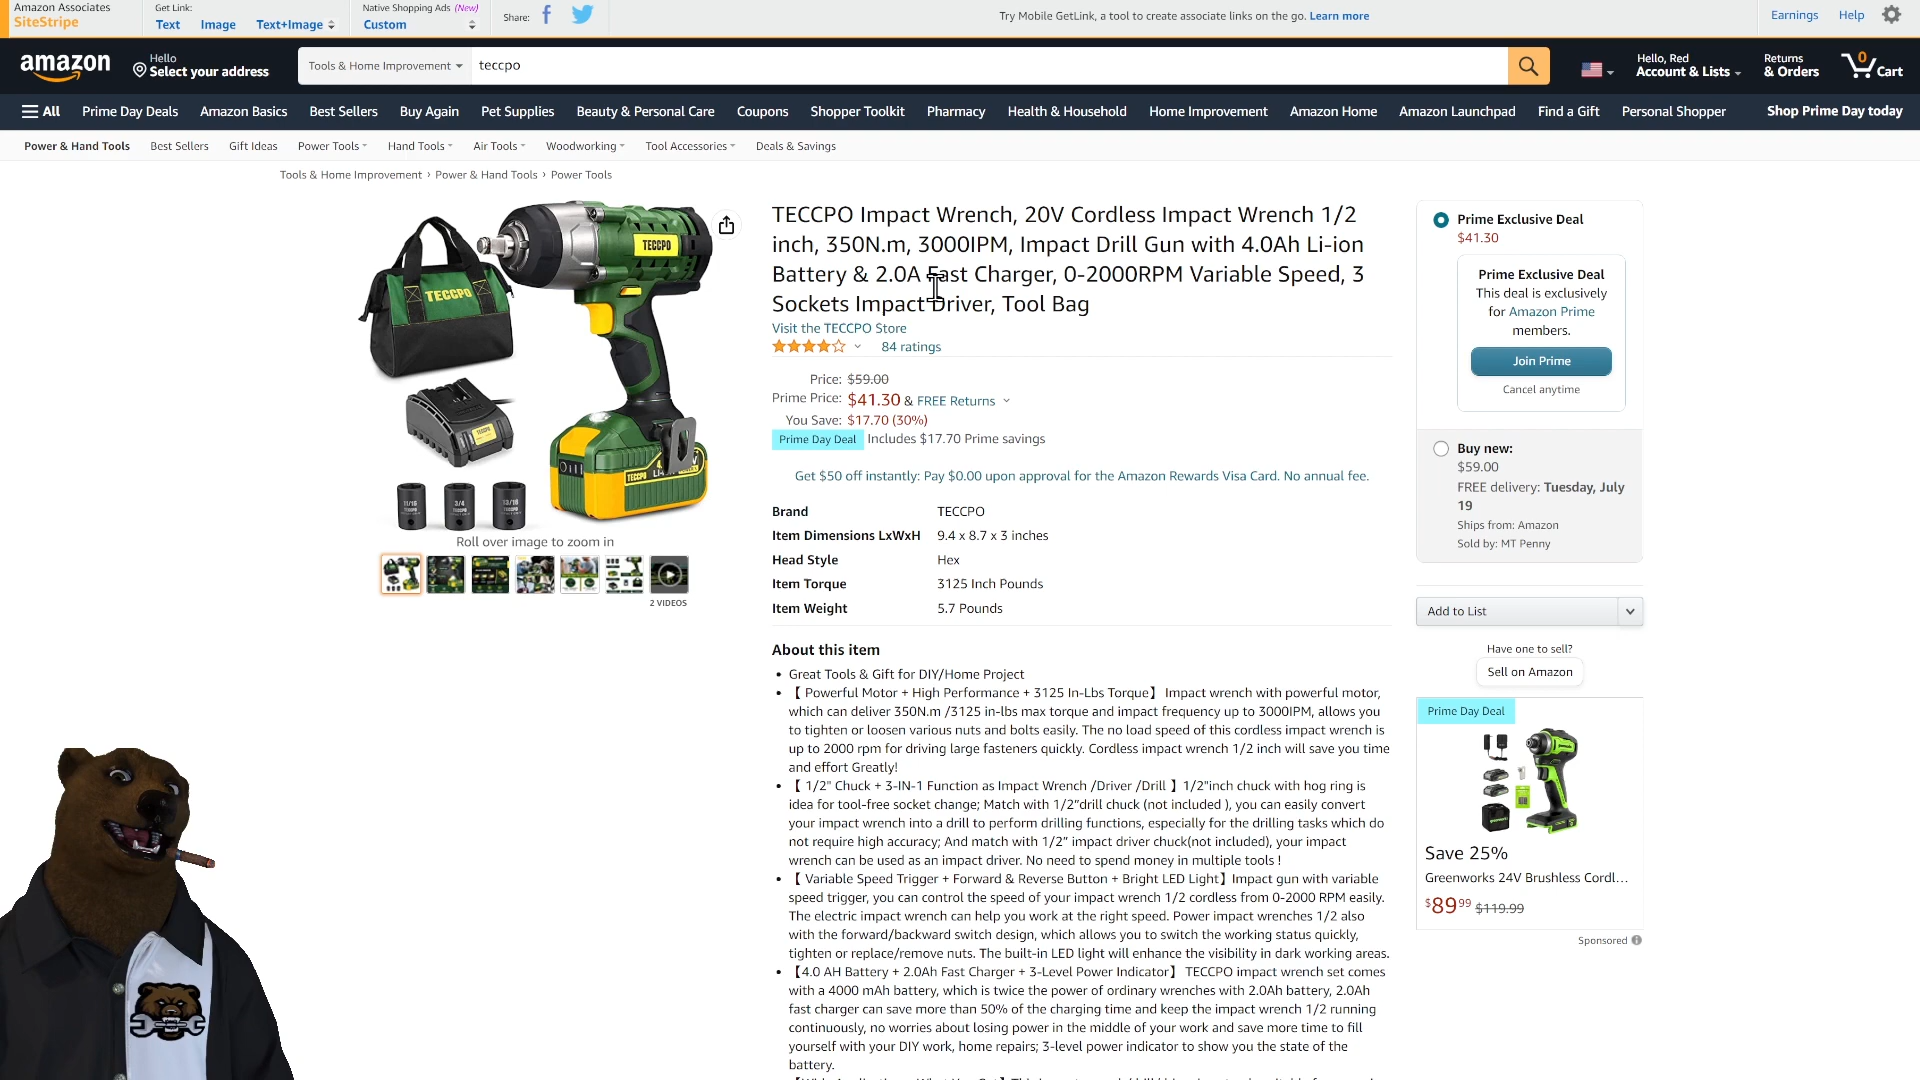 Amazon Associates
SiteStripe
Get Link:
Text Image Text+Image
Native Shopping Ads (New)
Custom
Share:
Try Mobile GetLink, a tool to create associate links on the go. Learn more
Earnings Help
amazon
Hello
Select your address
Tools & Home Improvement
teccpo
Hello, Red
Account & Lists
Returns
& Orders
0
Cart
All Prime Day Deals Amazon Basics Best Sellers Buy Again Pet Supplies Beauty & Personal Care Coupons Shopper Toolkit Pharmacy Health & Household Home Improvement Amazon Home Amazon Launchpad Find a Gift Personal Shopper Shop Prime Day today
Power & Hand Tools Best Sellers Gift Ideas Power Tools Hand Tools Air Tools Woodworking Tool Accessories Deals & Savings
Tools & Home Improvement › Power & Hand Tools › Power Tools
TECCPO
TECCPO
TECCPO
11/16
3/4
13/16
Roll over image to zoom in
2 VIDEOS
TECCPO Impact Wrench, 20V Cordless Impact Wrench 1/2
inch, 350N.m, 3000IPM, Impact Drill Gun with 4.0Ah Li-ion
Battery & 2.0A Fast Charger, 0-2000RPM Variable Speed, 3
Sockets Impact Driver, Tool Bag
Visit the TECCPO Store
84 ratings
Price: $59.00
Prime Price: $41.30 & FREE Returns
You Save: $17.70 (30%)
Prime Day Deal Includes $17.70 Prime savings
Get $50 off instantly: Pay $0.00 upon approval for the Amazon Rewards Visa Card. No annual fee.
Brand TECCPO
Item Dimensions LxWxH 9.4 x 8.7 x 3 inches
Head Style Hex
Item Torque 3125 Inch Pounds
Item Weight 5.7 Pounds
About this item
• Great Tools & Gift for DIY/Home Project
• 【 Powerful Motor + High Performance + 3125 In-Lbs Torque】 Impact wrench with powerful motor,
which can deliver 350N.m /3125 in-lbs max torque and impact frequency up to 3000IPM, allows you
to tighten or loosen various nuts and bolts easily. The no load speed of this cordless impact wrench is
up to 2000 rpm for driving large fasteners quickly. Cordless impact wrench 1/2 inch will save you time
and effort Greatly!
• 【 1/2" Chuck + 3-IN-1 Function as Impact Wrench /Driver /Drill 】1/2"inch chuck with hog ring is
idea for tool-free socket change; Match with 1/2″drill chuck (not included ), you can easily convert
your impact wrench into a drill to perform drilling functions, especially for the drilling tasks which do
not require high accuracy; And match with 1/2″ impact driver chuck(not included), your impact
wrench can be used as an impact driver. No need to spend money in multiple tools !
• 【 Variable Speed Trigger + Forward & Reverse Button + Bright LED Light】Impact gun with variable
speed trigger, you can control the speed of your impact wrench 1/2 cordless from 0-2000 RPM easily.
The electric impact wrench can help you work at the right speed. Power impact wrenches 1/2 also
with the forward/backward switch design, which allows you to switch the working status quickly,
tighten or replace/remove nuts. The built-in LED light will enhance the visibility in dark working areas.
• 【4.0 AH Battery + 2.0Ah Fast Charger + 3-Level Power Indicator】 TECCPO impact wrench set comes
with a 4000 mAh battery, which is twice the power of ordinary wrenches with 2.0Ah battery, 2.0Ah
fast charger can save more than 50% of the charging time and keep the impact wrench 1/2 running
continuously, no worries about losing power in the middle of your work and save more time to fill
yourself with your DIY work, home repairs; 3-level power indicator to show you the state of the
battery.
Prime Exclusive Deal
$41.30
Prime Exclusive Deal
This deal is exclusively
for Amazon Prime
members.
Join Prime
Cancel anytime
Buy new:
$59.00
FREE delivery: Tuesday, July
19
Ships from: Amazon
Sold by: MT Penny
Add to List
Have one to sell?
Sell on Amazon
Prime Day Deal
Save 25%
Greenworks 24V Brushless Cordl...
$89.99 $119.99
Sponsored